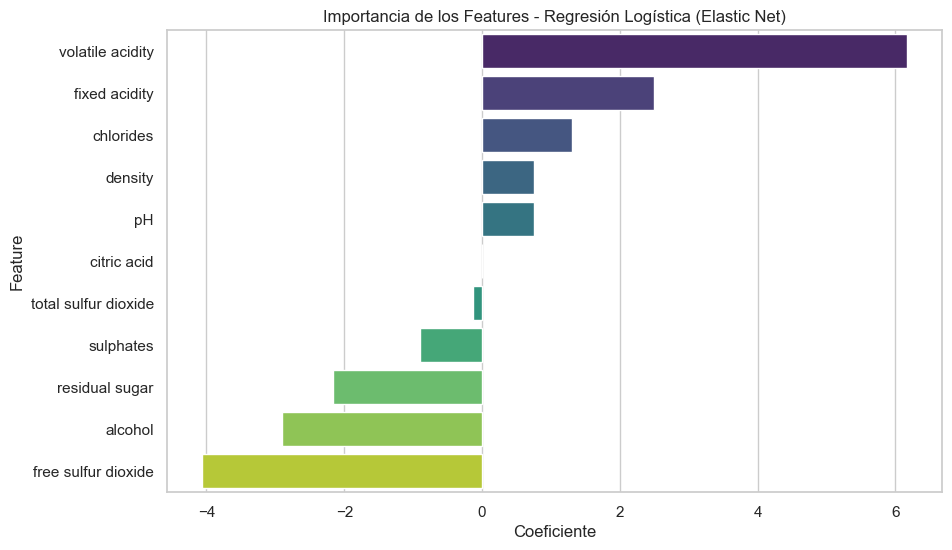 Importancia de los Features - Regresión Logística (Elastic Net)
volatile acidity
fixed acidity
chlorides
density
pH
citric acid
total sulfur dioxide
sulphates
residual sugar
alcohol
free sulfur dioxide
Feature
−4 −2 0 2 4 6
Coeficiente